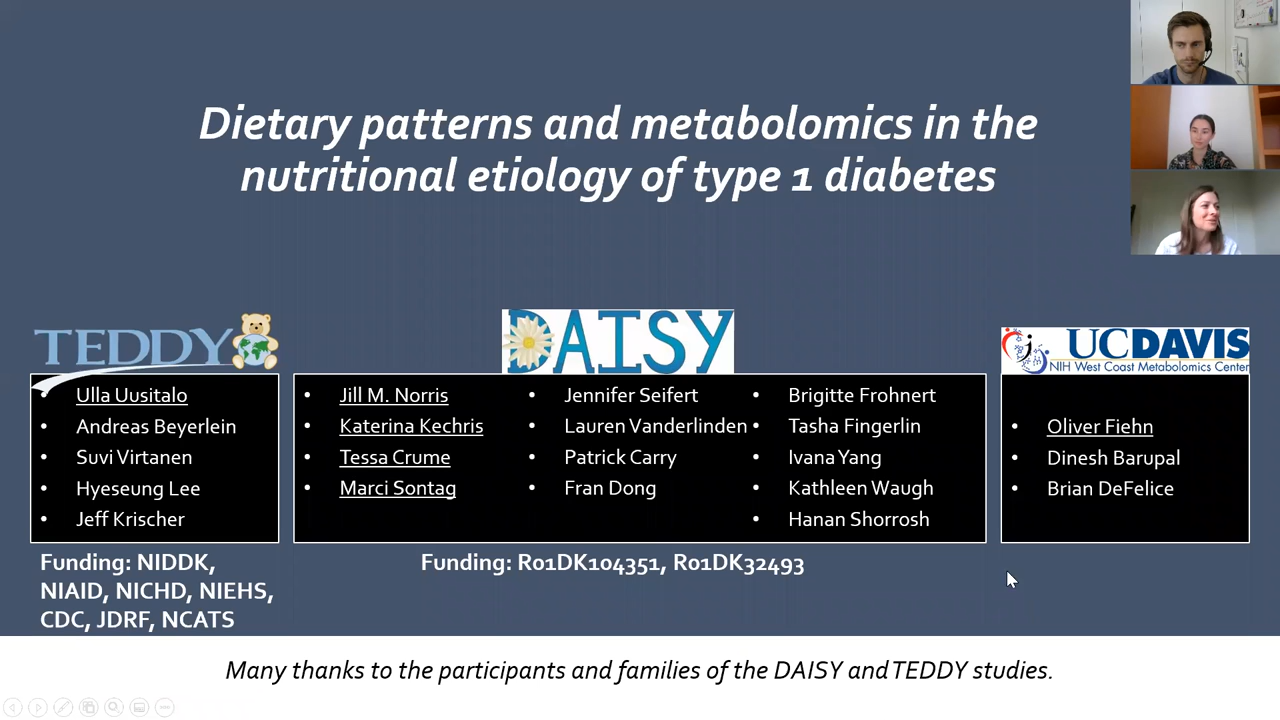 Dietary patterns and metabolomics in the
nutritional etiology of type 1 diabetes
TEDDY
• Ulla Uusitalo
• Andreas Beyerlein
• Suvi Virtanen
• Hyeseung Lee
• Jeff Krischer
Funding: NIDDK,
NIAID, NICHD, NIEHS,
CDC, JDRF, NCATS
DAISY
• Jill M. Norris
• Katerina Kechris
• Tessa Crume
• Marci Sontag
• Jennifer Seifert
• Lauren Vanderlinden
• Patrick Carry
• Fran Dong
• Brigitte Frohnert
• Tasha Fingerlin
• Ivana Yang
• Kathleen Waugh
• Hanan Shorrosh
Funding: R01DK104351, R01DK32493
UCDAVIS
NIH West Coast Metabolomics Center
• Oliver Fiehn
• Dinesh Barupal
• Brian DeFelice
Many thanks to the participants and families of the DAISY and TEDDY studies.